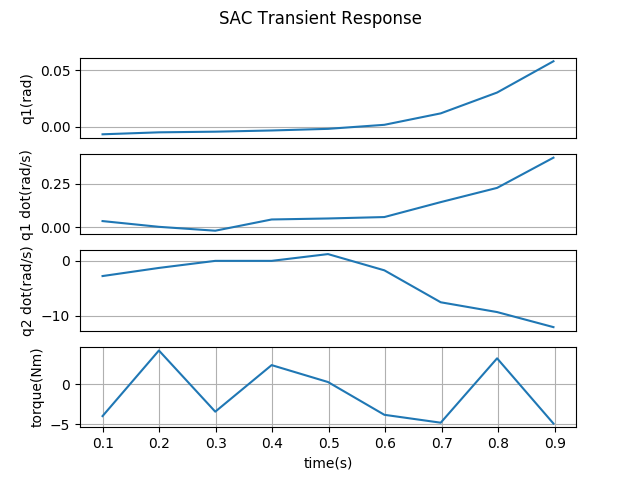 SAC Transient Response
q1(rad)
0.05
0.00
q1 dot(rad/s)
0.25
0.00
q2 dot(rad/s)
0
−10
torque(Nm)
0
−5
0.1 0.2 0.3 0.4 0.5 0.6 0.7 0.8 0.9
time(s)